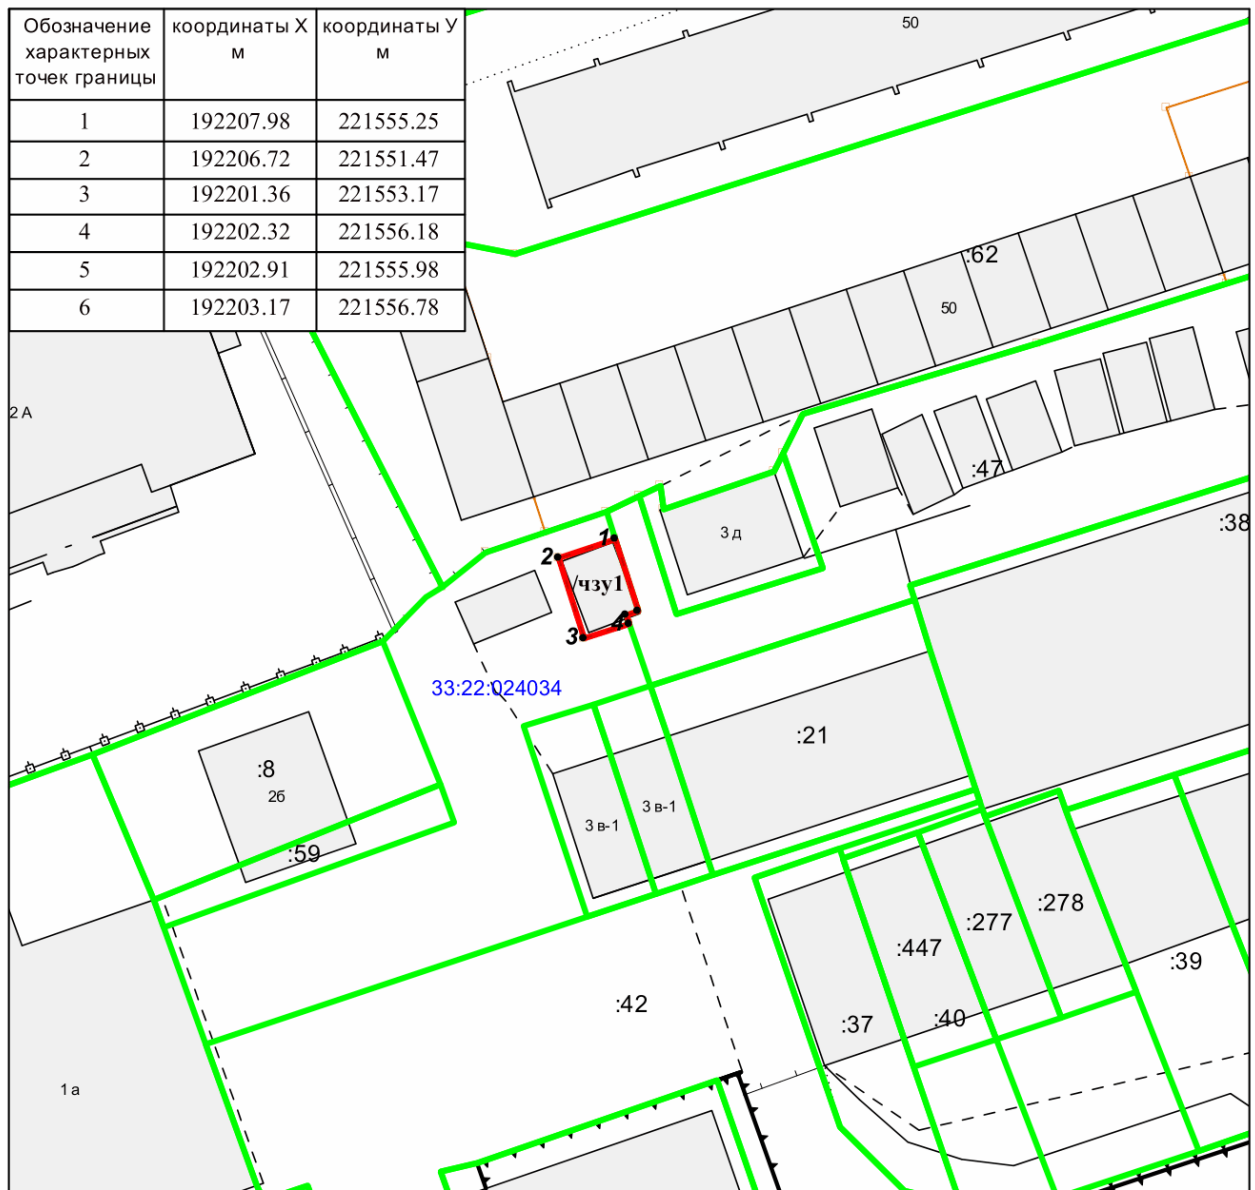 Обозначение характерных точек границы | координаты X м | координаты У м
1 | 192207.98 | 221555.25
2 | 192206.72 | 221551.47
3 | 192201.36 | 221553.17
4 | 192202.32 | 221556.18
5 | 192202.91 | 221555.98
6 | 192203.17 | 221556.78
50
:62
50
2 А
:47
:38
3 д
1
2
/чзу1
4
3
33:22:024034
:21
:8
2б
3 в-1
3 в-1
:59
:278
:277
:447
:39
:42
:37
:40
1 а